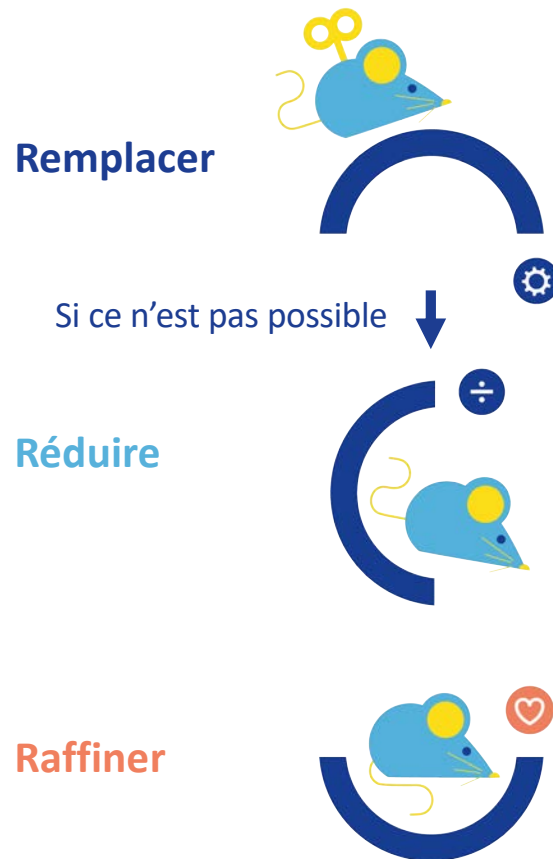 Remplacer
Si ce n’est pas possible
Réduire
Raffiner